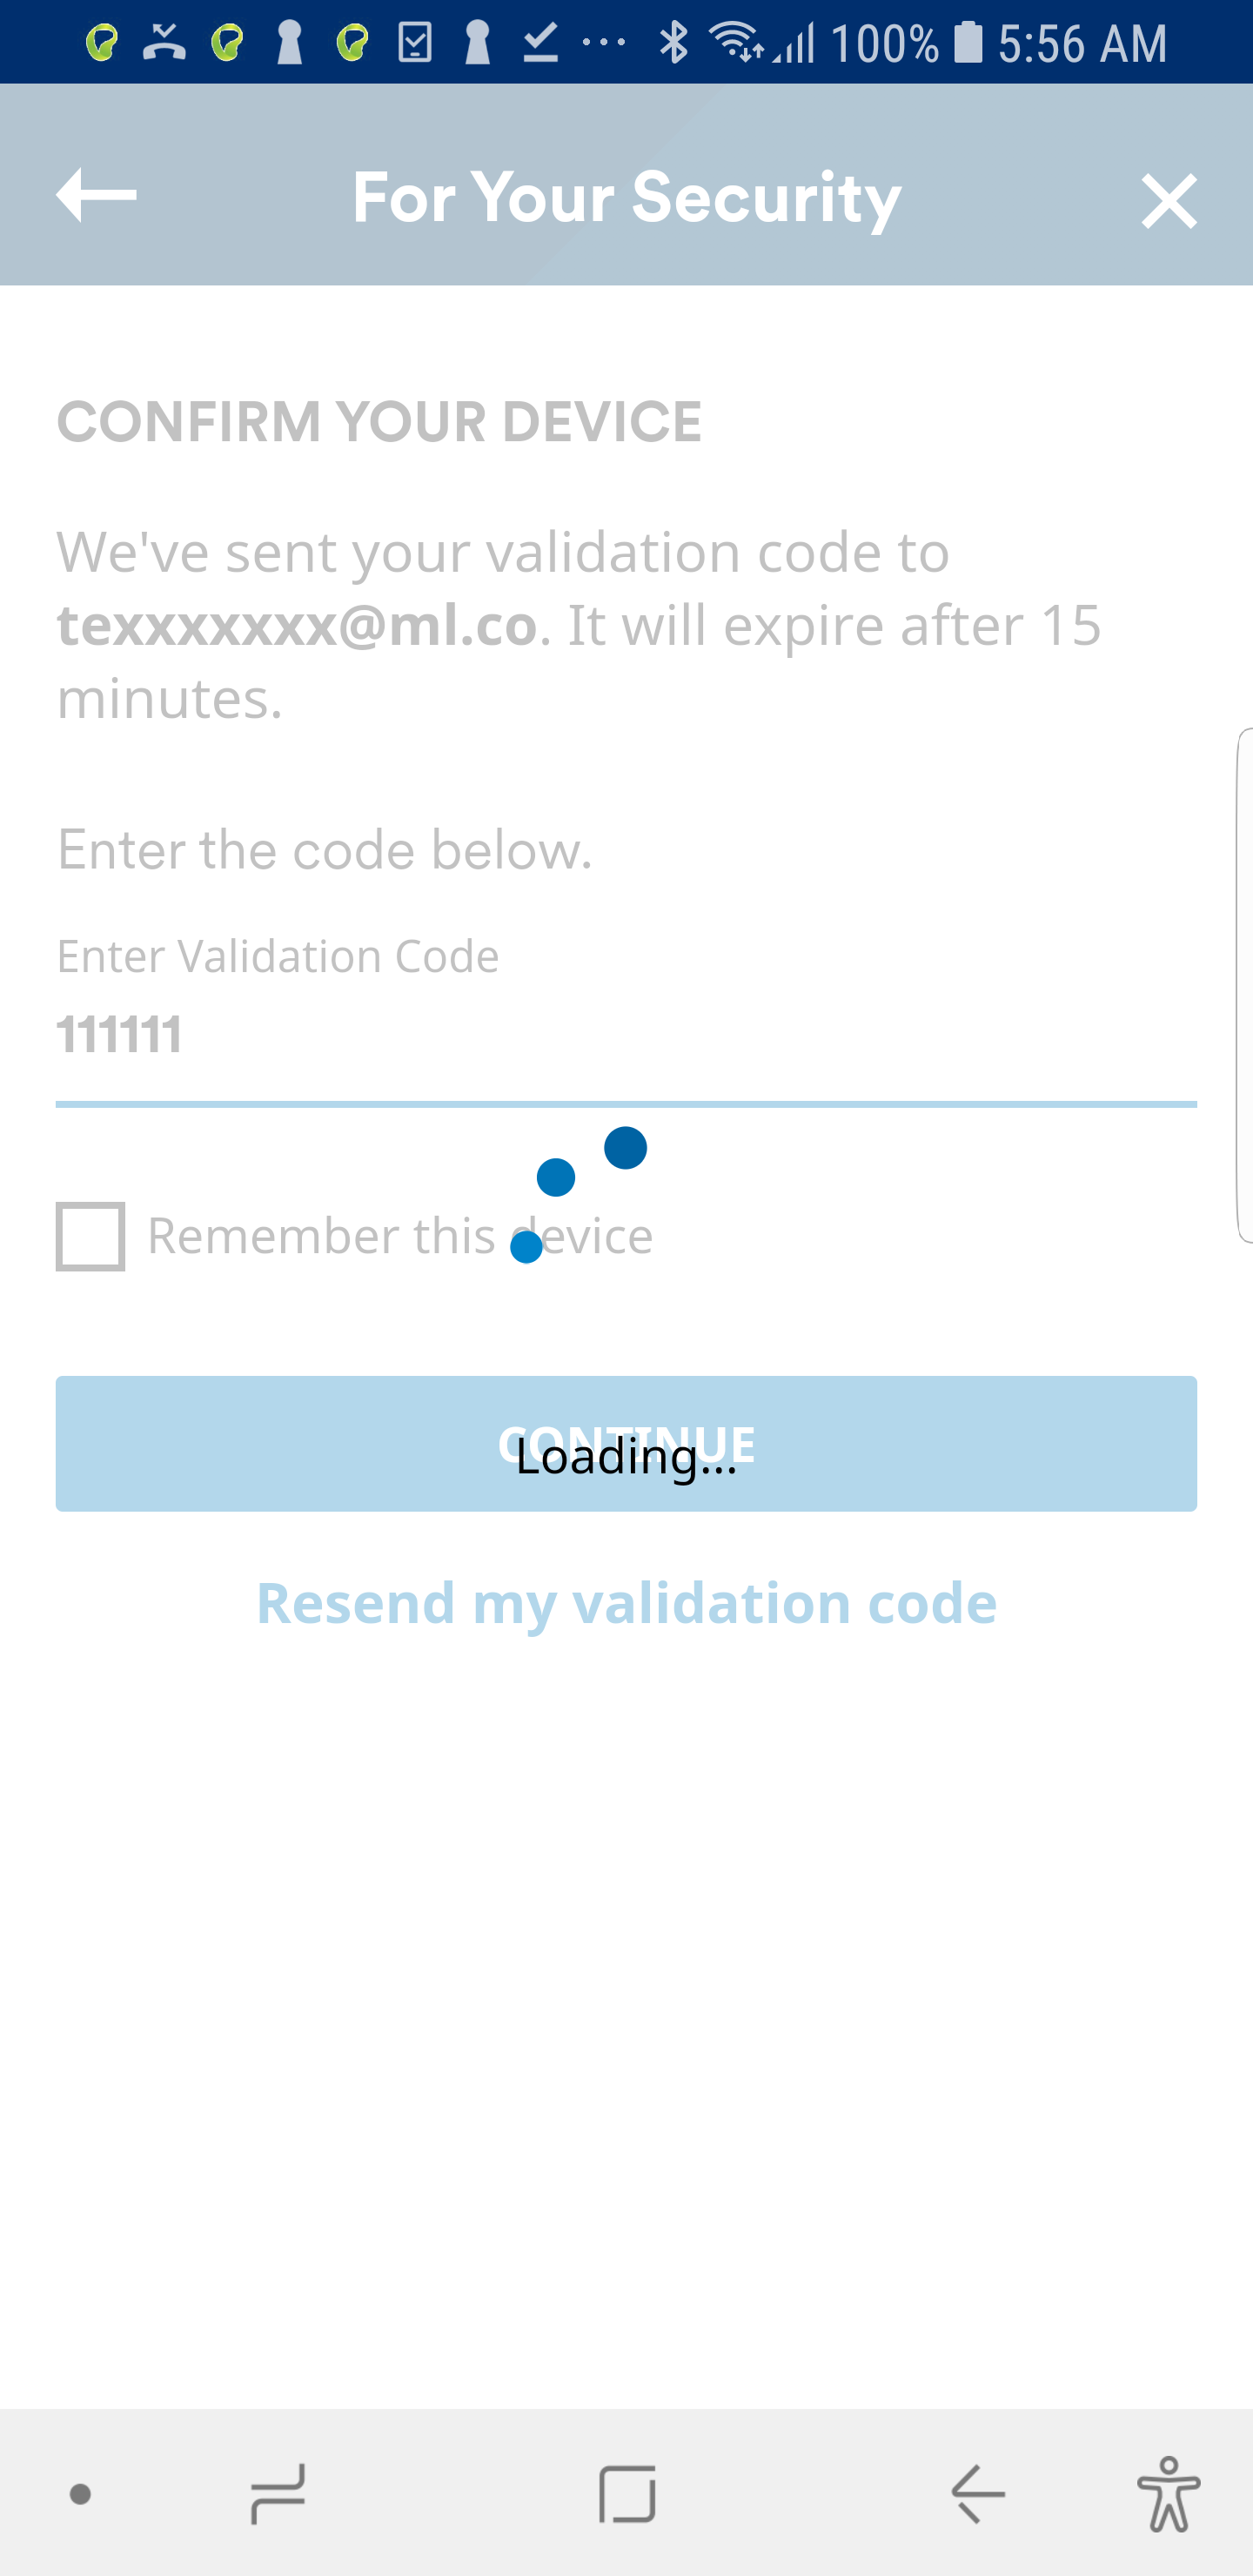 100% 5:56 AM
For Your Security
CONFIRM YOUR DEVICE
We've sent your validation code to
texxxxxxx@ml.co. It will expire after 15
minutes.
Enter the code below.
Enter Validation Code
111111
Remember this device
CONTINUE
Loading...
Resend my validation code